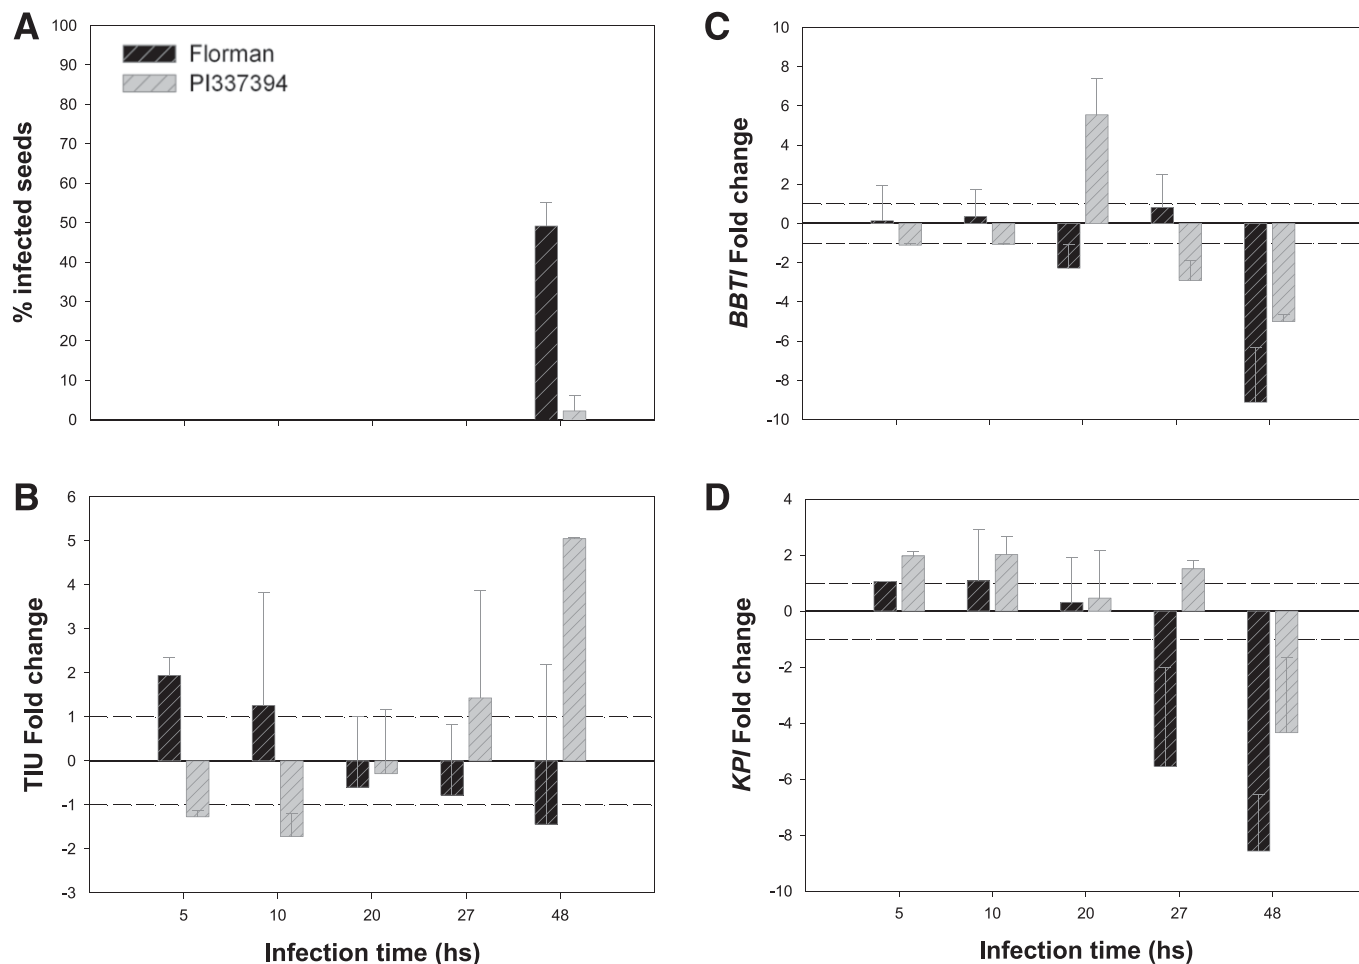 A
% infected seeds
100
90
80
70
60
50
40
30
20
10
0
Florman
PI337394
C
BBTI Fold change
10
8
6
4
2
0
-2
-4
-6
-8
-10
B
TIU Fold change
6
5
4
3
2
1
0
-1
-2
-3
5 10 20 27 48
Infection time (hs)
D
KPI Fold change
4
2
0
-2
-4
-6
-8
-10
5 10 20 27 48
Infection time (hs)